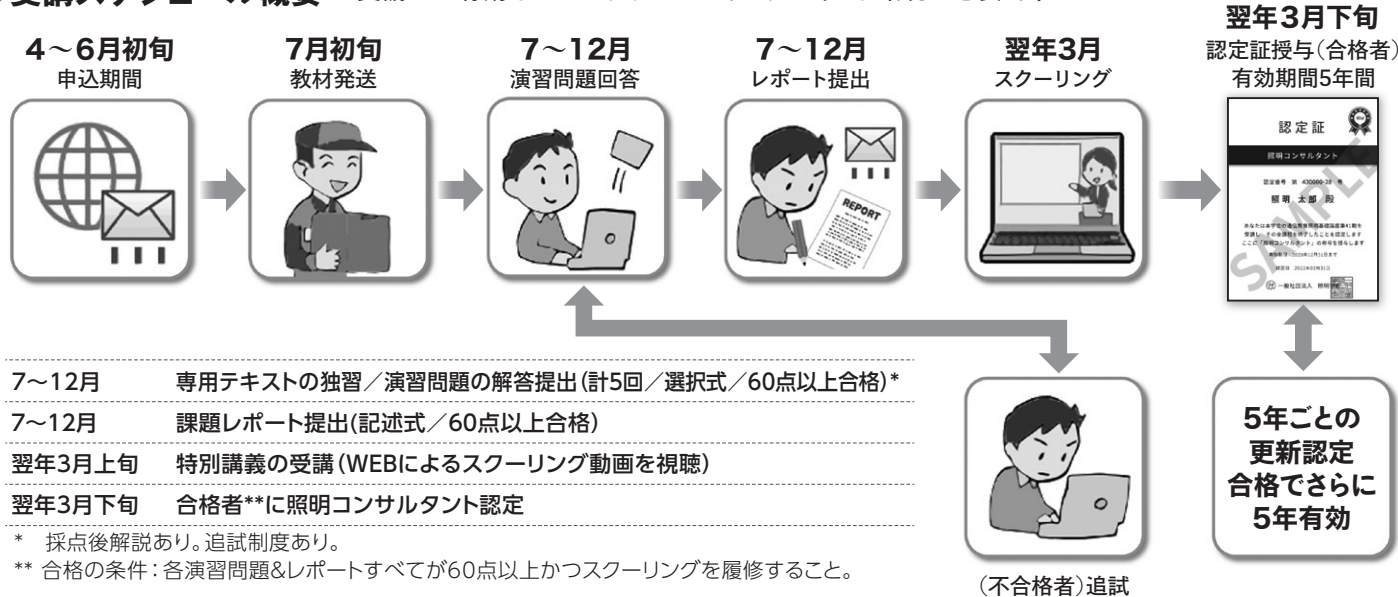 受講スケジュール概要
4～6月初旬
申込期間
7月初旬
教材発送
7～12月
演習問題回答
7～12月
レポート提出
翌年3月
スクーリング
翌年3月下旬
認定証授与(合格者)
有効期間5年間
REPORT
認定証
照明コンサルタント
照明 太郎 殿
SAMPLE
7～12月 専用テキストの独習／演習問題の解答提出(計5回／選択式／60点以上合格)*
7～12月 課題レポート提出(記述式／60点以上合格)
翌年3月上旬 特別講義の受講(WEBによるスクーリング動画を視聴)
翌年3月下旬 合格者**に照明コンサルタント認定
* 採点後解説あり。追試制度あり。
** 合格の条件：各演習問題&レポートすべてが60点以上かつスクーリングを履修すること。
(不合格者)追試
5年ごとの
更新認定
合格でさらに
5年有効